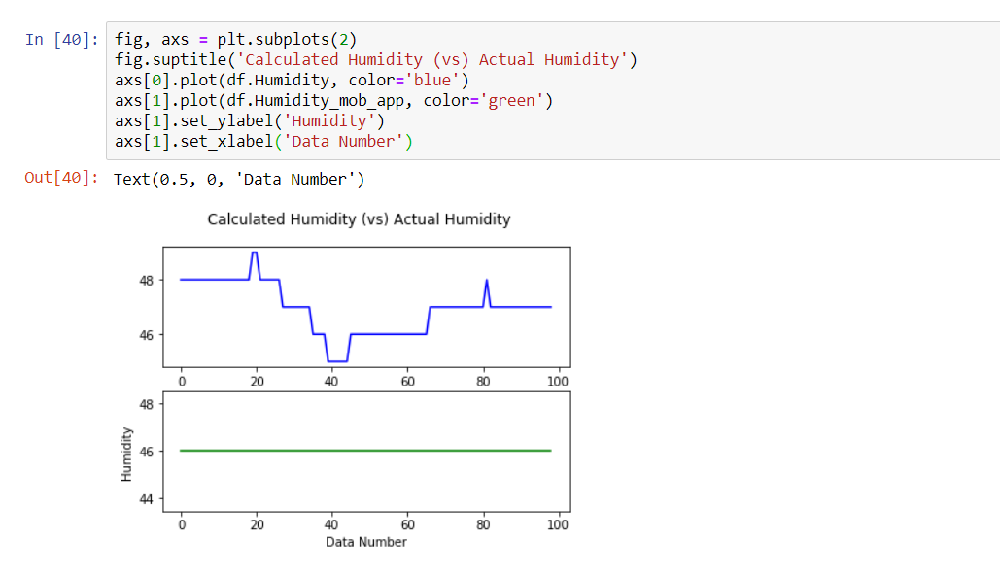 In [40]: fig, axs = plt.subplots(2)
fig.suptitle('Calculated Humidity (vs) Actual Humidity')
axs[0].plot(df.Humidity, color='blue')
axs[1].plot(df.Humidity_mob_app, color='green')
axs[1].set_ylabel('Humidity')
axs[1].set_xlabel('Data Number')
Out[40]: Text(0.5, 0, 'Data Number')
Calculated Humidity (vs) Actual Humidity
48
46
0 20 40 60 80 100
48
46
44
Humidity
0 20 40 60 80 100
Data Number